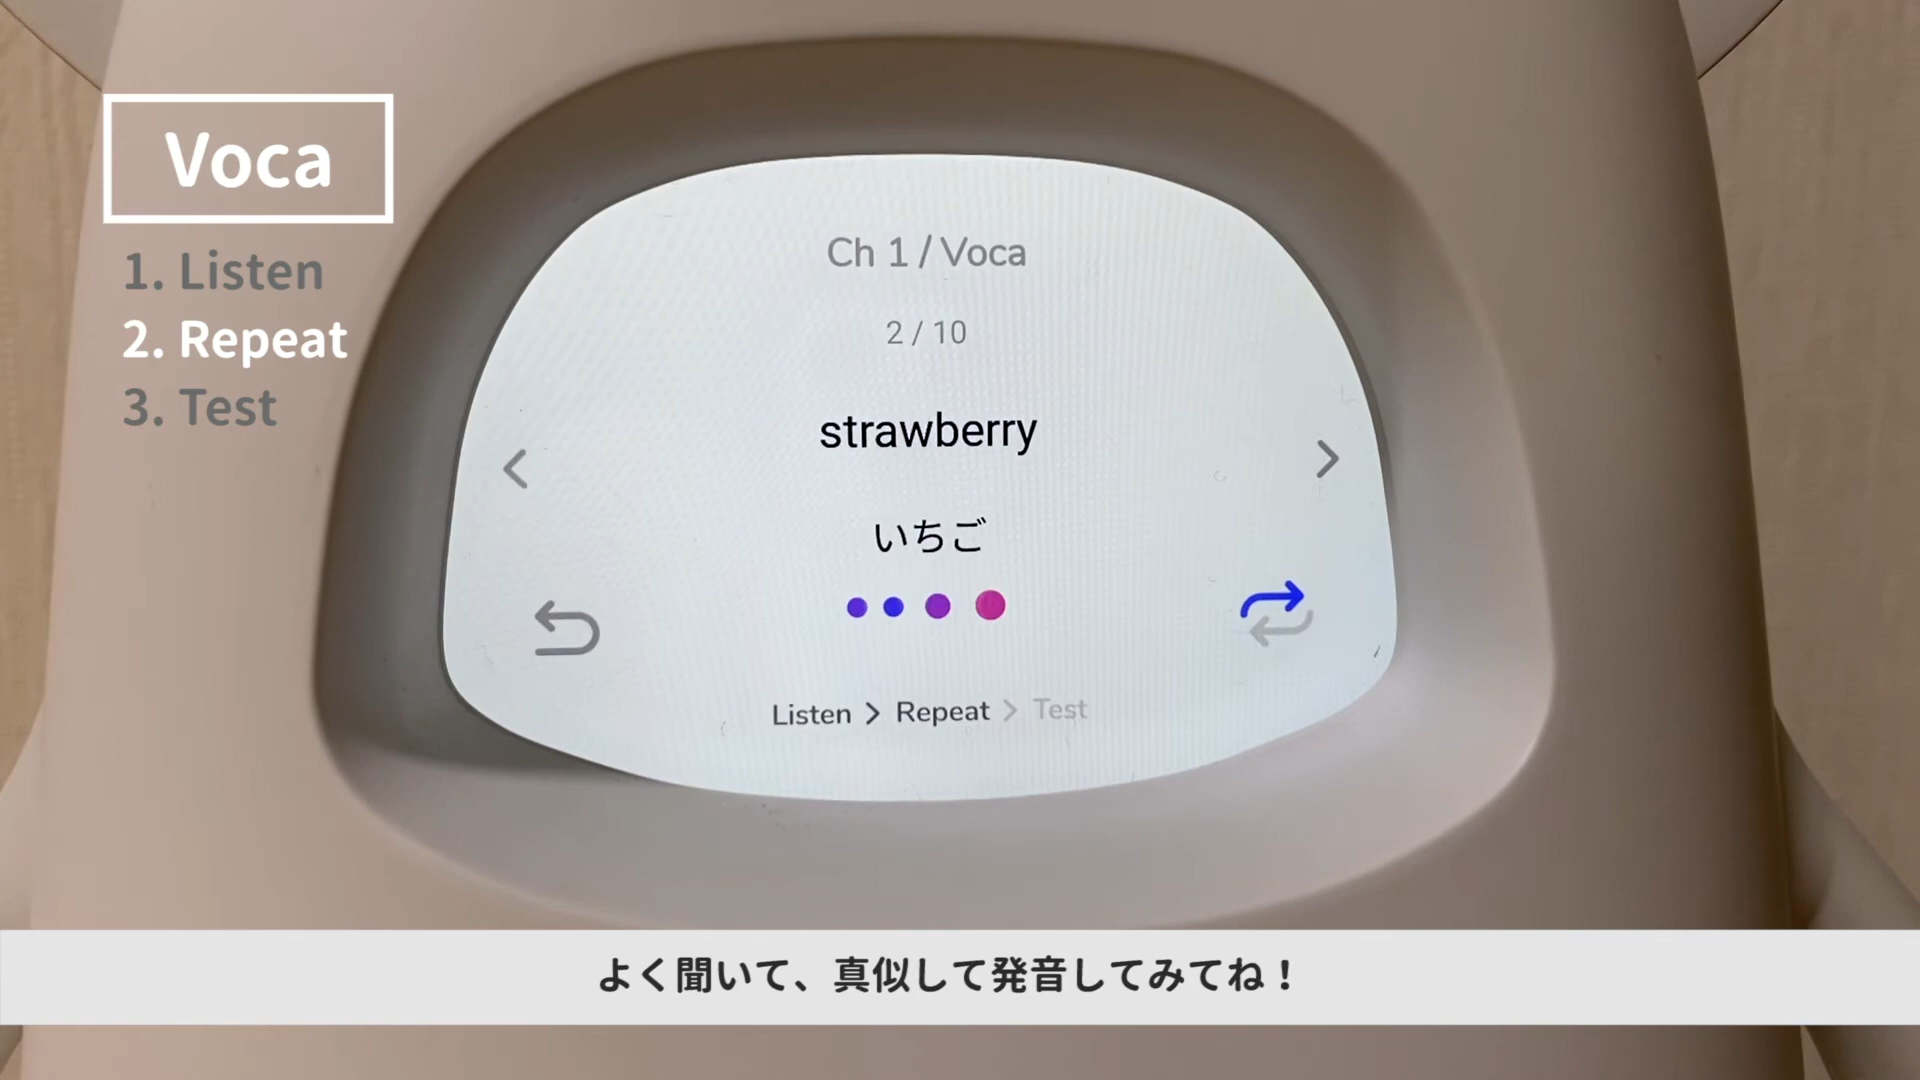 Voca
1. Listen
2. Repeat
3. Test
Ch 1 / Voca
2 / 10
strawberry
いちご
Listen > Repeat > Test
よく聞いて、真似して発音してみてね！